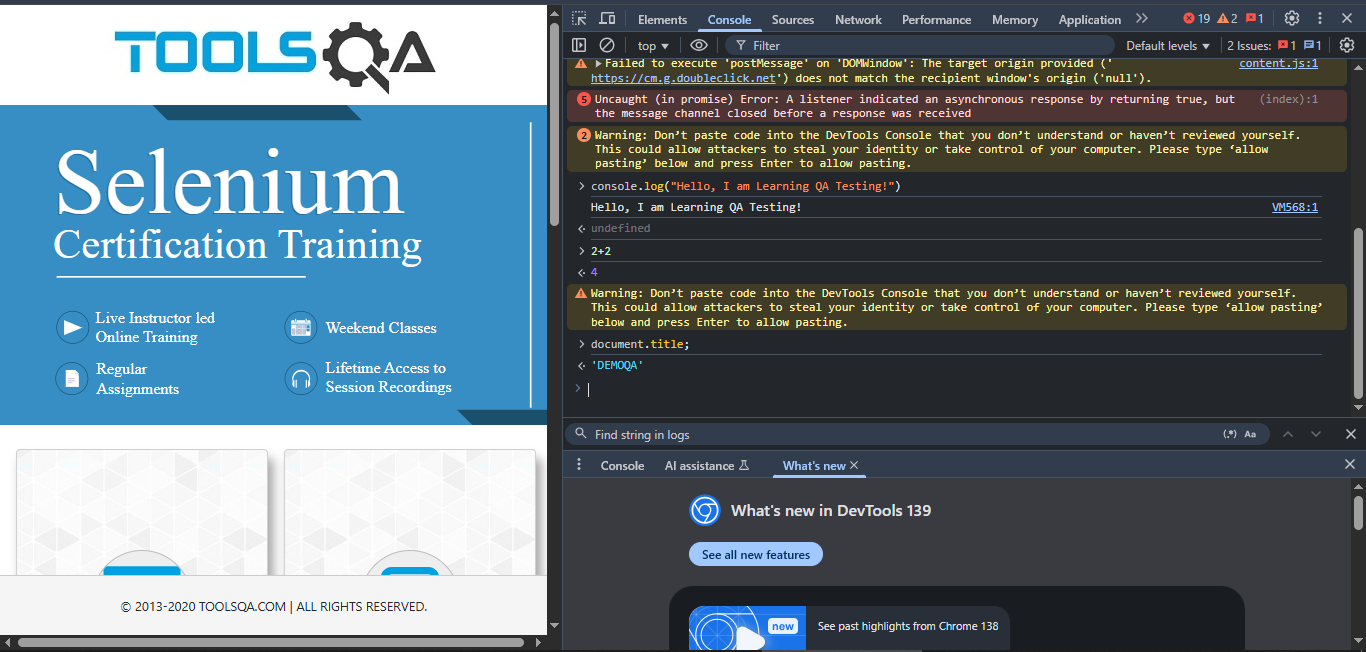 TOOLSQA
Selenium
Certification Training
Live Instructor led
Online Training
Weekend Classes
Regular
Assignments
Lifetime Access to
Session Recordings
© 2013-2020 TOOLSQA.COM | ALL RIGHTS RESERVED.
Elements Console Sources Network Performance Memory Application 19 2 1
top Filter Default levels 2 Issues: 1 1
Failed to execute 'postMessage' on 'DOMWindow': The target origin provided (' content.js:1
https://cm.g.doubleclick.net') does not match the recipient window's origin ('null').
5 Uncaught (in promise) Error: A listener indicated an asynchronous response by returning true, but (index):1
the message channel closed before a response was received
2 Warning: Don’t paste code into the DevTools Console that you don’t understand or haven’t reviewed yourself.
This could allow attackers to steal your identity or take control of your computer. Please type ‘allow
pasting’ below and press Enter to allow pasting.
console.log("Hello, I am Learning QA Testing!")
Hello, I am Learning QA Testing! VM568:1
undefined
2+2
4
Warning: Don’t paste code into the DevTools Console that you don’t understand or haven’t reviewed yourself.
This could allow attackers to steal your identity or take control of your computer. Please type ‘allow pasting’
below and press Enter to allow pasting.
document.title;
'DEMOQA'
Find string in logs (.*) Aa
Console AI assistance What's new
What's new in DevTools 139
See all new features
new
See past highlights from Chrome 138